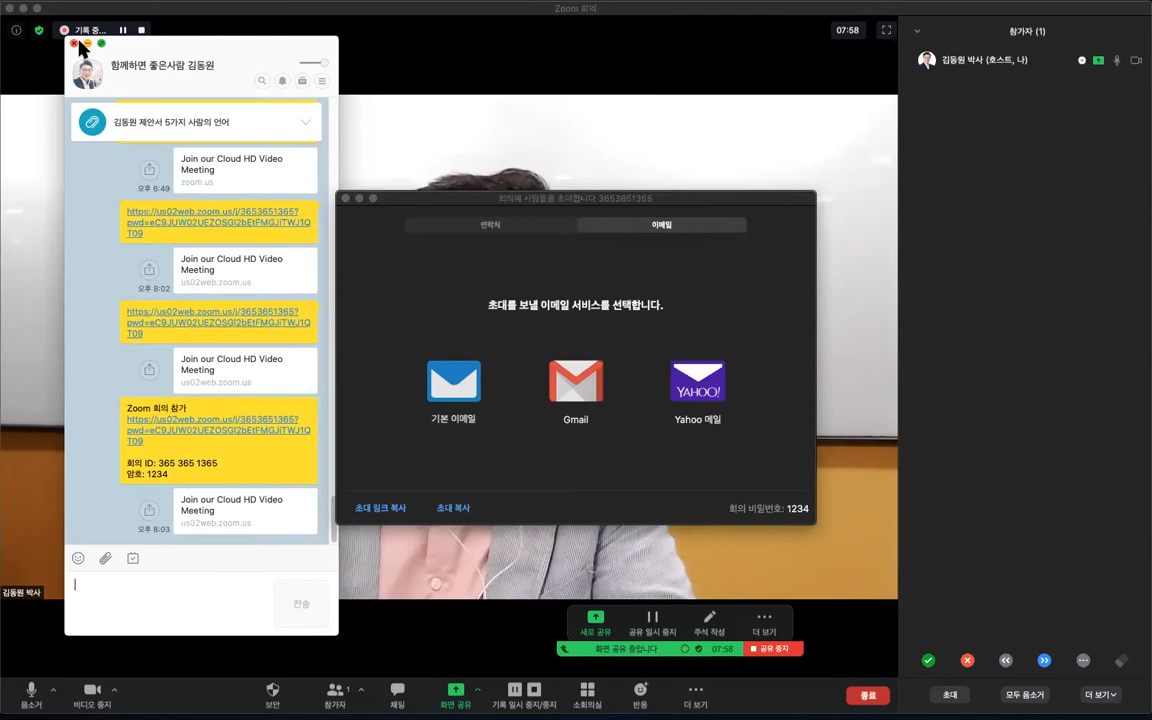 Zoom 회의
기록 중...
07:58
참가자 (1)
김동원 박사 (호스트, 나)
함께하면 좋은사람 김동원
김동원 제안서 5가지 사랑의 언어
Join our Cloud HD Video
Meeting
zoom.us
오후 6:49
https://us02web.zoom.us/j/3653651365?
pwd=eC9JUW02UEZOSGl2bEtFMGJiTWJ1Q
T09
Join our Cloud HD Video
Meeting
us02web.zoom.us
오후 8:02
https://us02web.zoom.us/j/3653651365?
pwd=eC9JUW02UEZOSGl2bEtFMGJiTWJ1Q
T09
Join our Cloud HD Video
Meeting
us02web.zoom.us
Zoom 회의 참가
https://us02web.zoom.us/j/3653651365?
pwd=eC9JUW02UEZOSGl2bEtFMGJiTWJ1Q
T09
회의 ID: 365 365 1365
암호: 1234
Join our Cloud HD Video
Meeting
us02web.zoom.us
오후 8:03
전송
회의에 사람들을 초대합니다 3653651365
연락처
이메일
초대를 보낼 이메일 서비스를 선택합니다.
YAHOO!
기본 이메일
Gmail
Yahoo 메일
초대 링크 복사
초대 복사
회의 비밀번호: 1234
김동원 박사
새로 공유
공유 일시 중지
주석 작성
더 보기
화면 공유 중입니다
07:58
공유 중지
음소거
비디오 중지
보안
참가자
1
채팅
화면 공유
기록 일시 중지/중지
소회의실
반응
더 보기
종료
초대
모두 음소거
더 보기